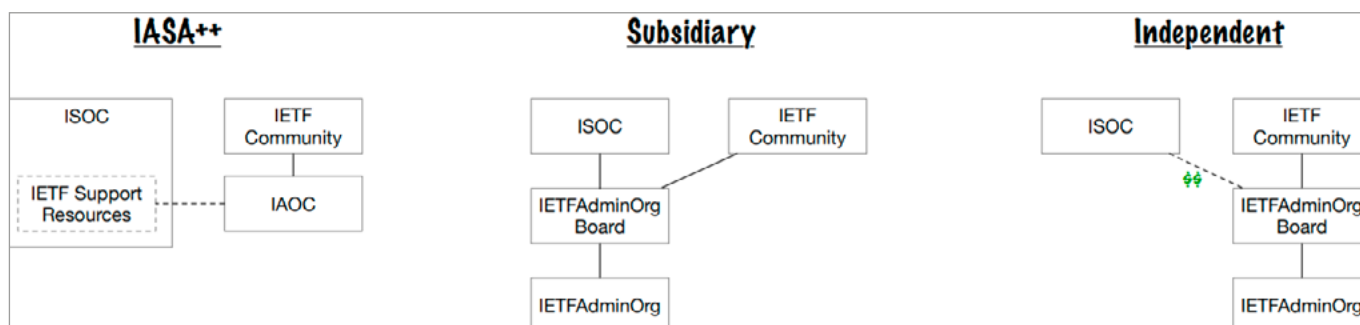 IASA++
ISOC
IETF
Community
IETF Support
Resources
IAOC
Subsidiary
ISOC
IETF
Community
IETFAdminOrg
Board
IETFAdminOrg
Independent
ISOC
IETF
Community
$$
IETFAdminOrg
Board
IETFAdminOrg